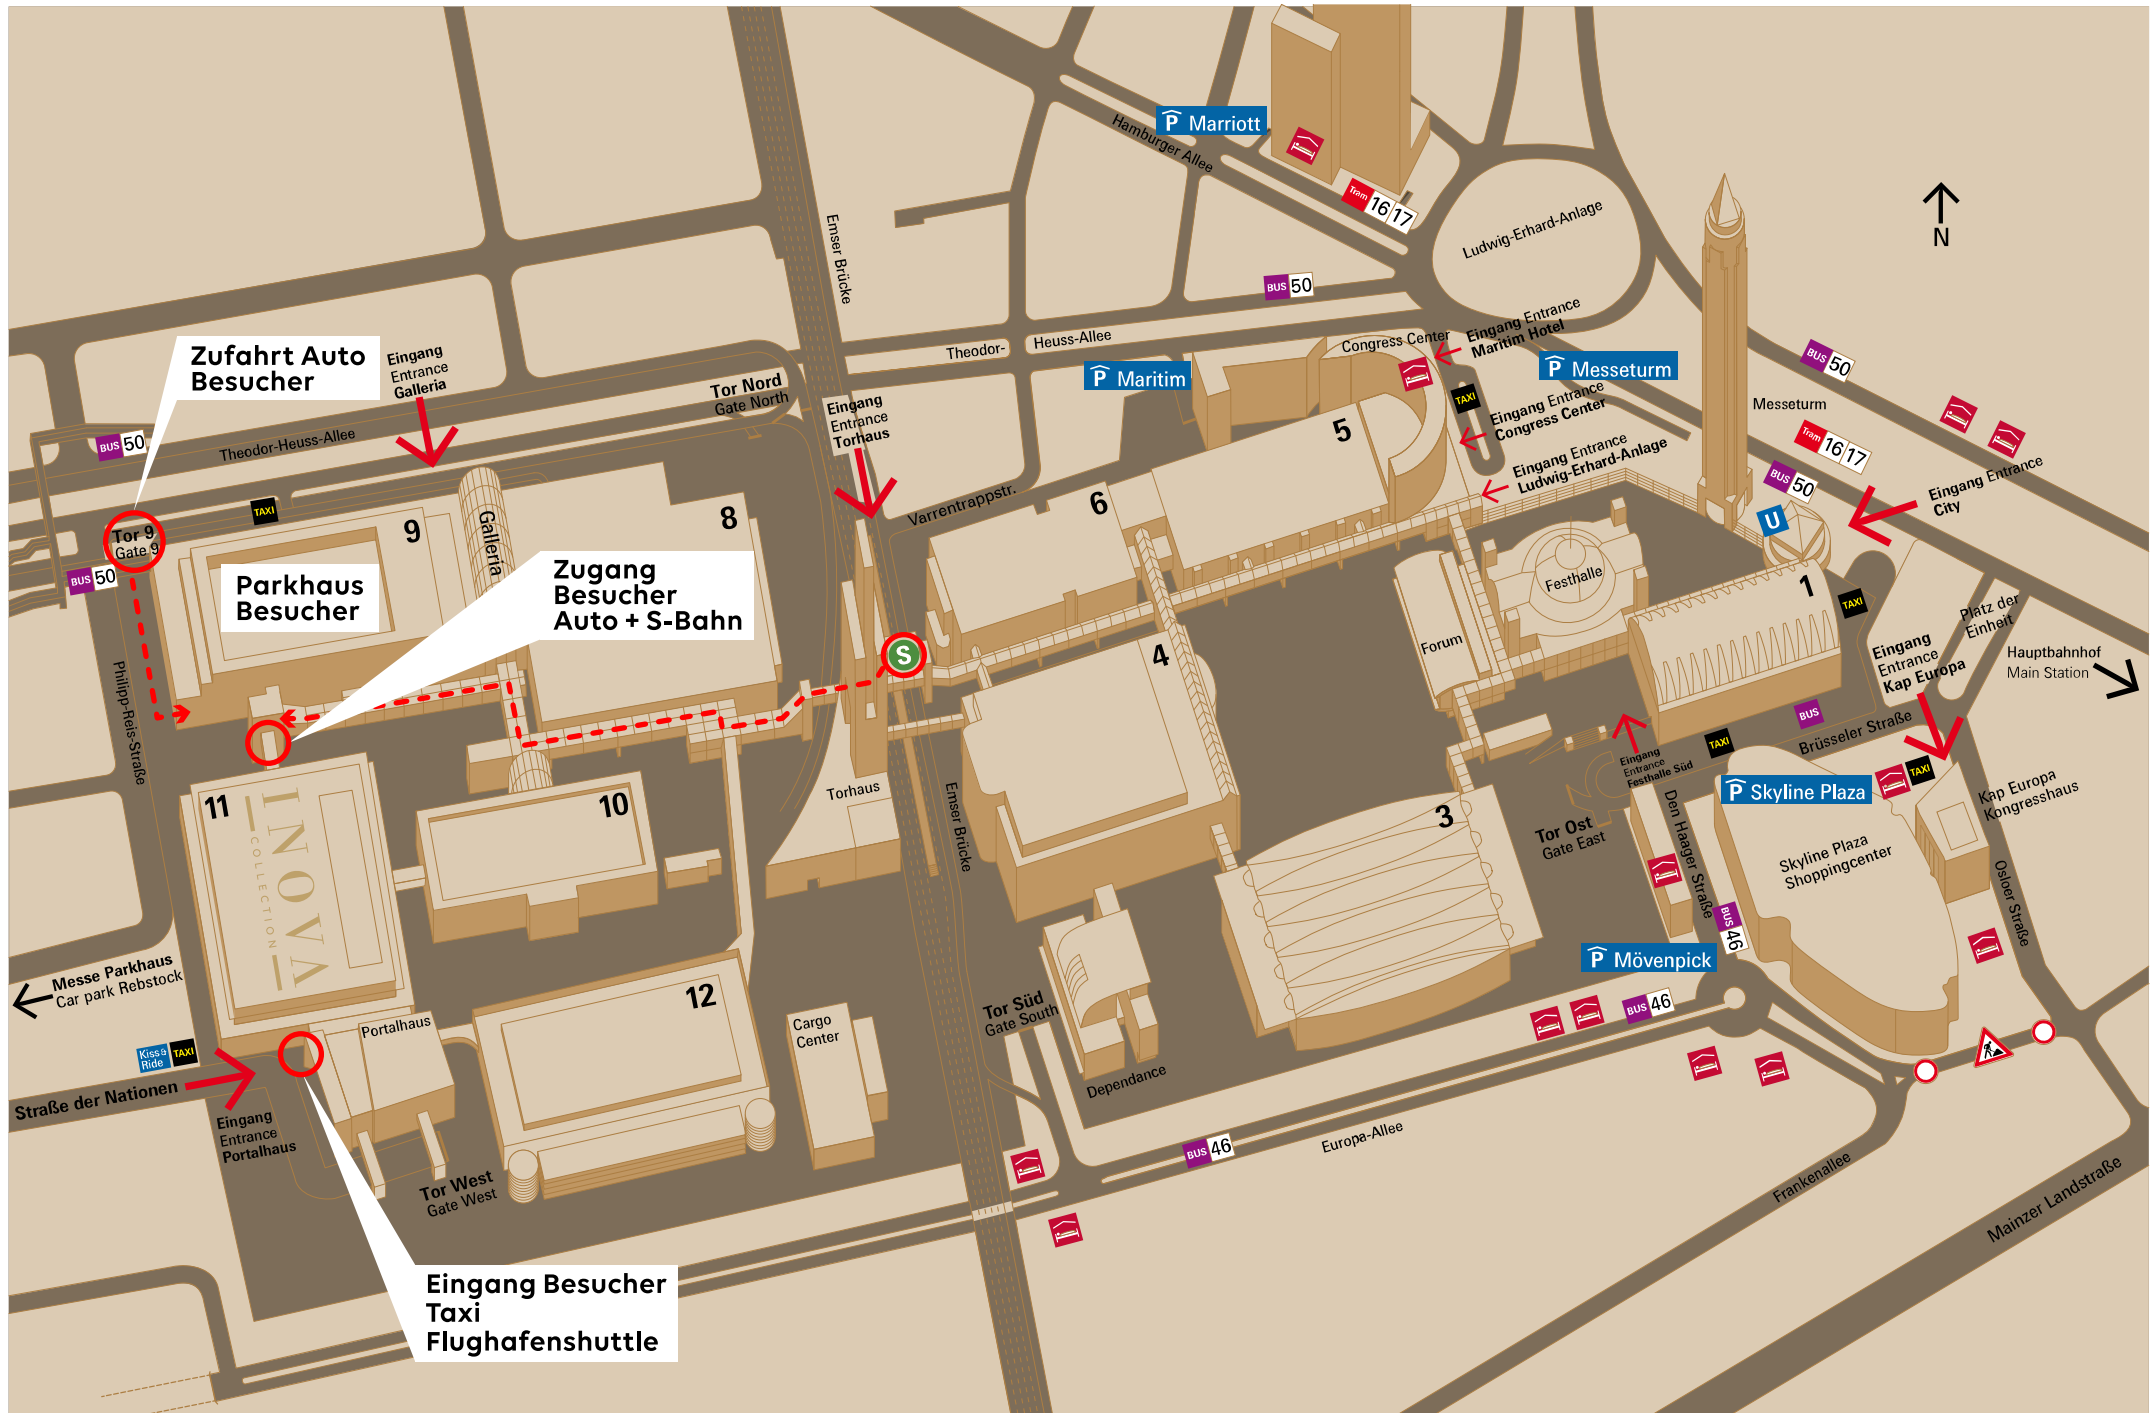 Marriott
Hamburger Allee
Tram 16 17
Ludwig-Erhard-Anlage
N
Emser Brücke
BUS 50
Theodor-
Heuss-Allee
Congress Center
Eingang Entrance
Maritim Hotel
Maritim
Messeturm
BUS 50
Zufahrt Auto
Besucher
Eingang
Entrance
Galleria
Tor Nord
Gate North
Eingang
Entrance
Torhaus
TAXI
Eingang Entrance
Congress Center
Messeturm
Tram 16 17
Theodor-Heuss-Allee
BUS 50
5
Eingang Entrance
Ludwig-Erhard-Anlage
BUS 50
Eingang Entrance
City
U
TAXI
Tor 9
Gate 9
BUS 50
9
Galleria
8
Varrentrappstr.
6
Parkhaus
Besucher
Zugang
Besucher
Auto + S-Bahn
Festhalle
1
TAXI
Platz der
Einheit
S
4
Forum
Eingang
Entrance
Kap Europa
Hauptbahnhof
Main Station
Philipp-Reis-Straße
BUS
Brüsseler Straße
TAXI
Eingang
Entrance
Festhalle Süd
TAXI
Skyline Plaza
Kap Europa
Kongresshaus
11
INOVA
COLLECTION
10
Torhaus
Emser Brücke
3
Tor Ost
Gate East
Den Haager Straße
Skyline Plaza
Shoppingcenter
Osloer Straße
BUS 46
Mövenpick
Messe Parkhaus
Car park Rebstock
12
Tor Süd
Gate South
BUS 46
Portalhaus
Cargo
Center
Kiss&
Ride
TAXI
Straße der Nationen
Eingang
Entrance
Portalhaus
Dependance
Europa-Allee
BUS 46
Tor West
Gate West
Frankenallee
Mainzer Landstraße
Eingang Besucher
Taxi
Flughafenshuttle